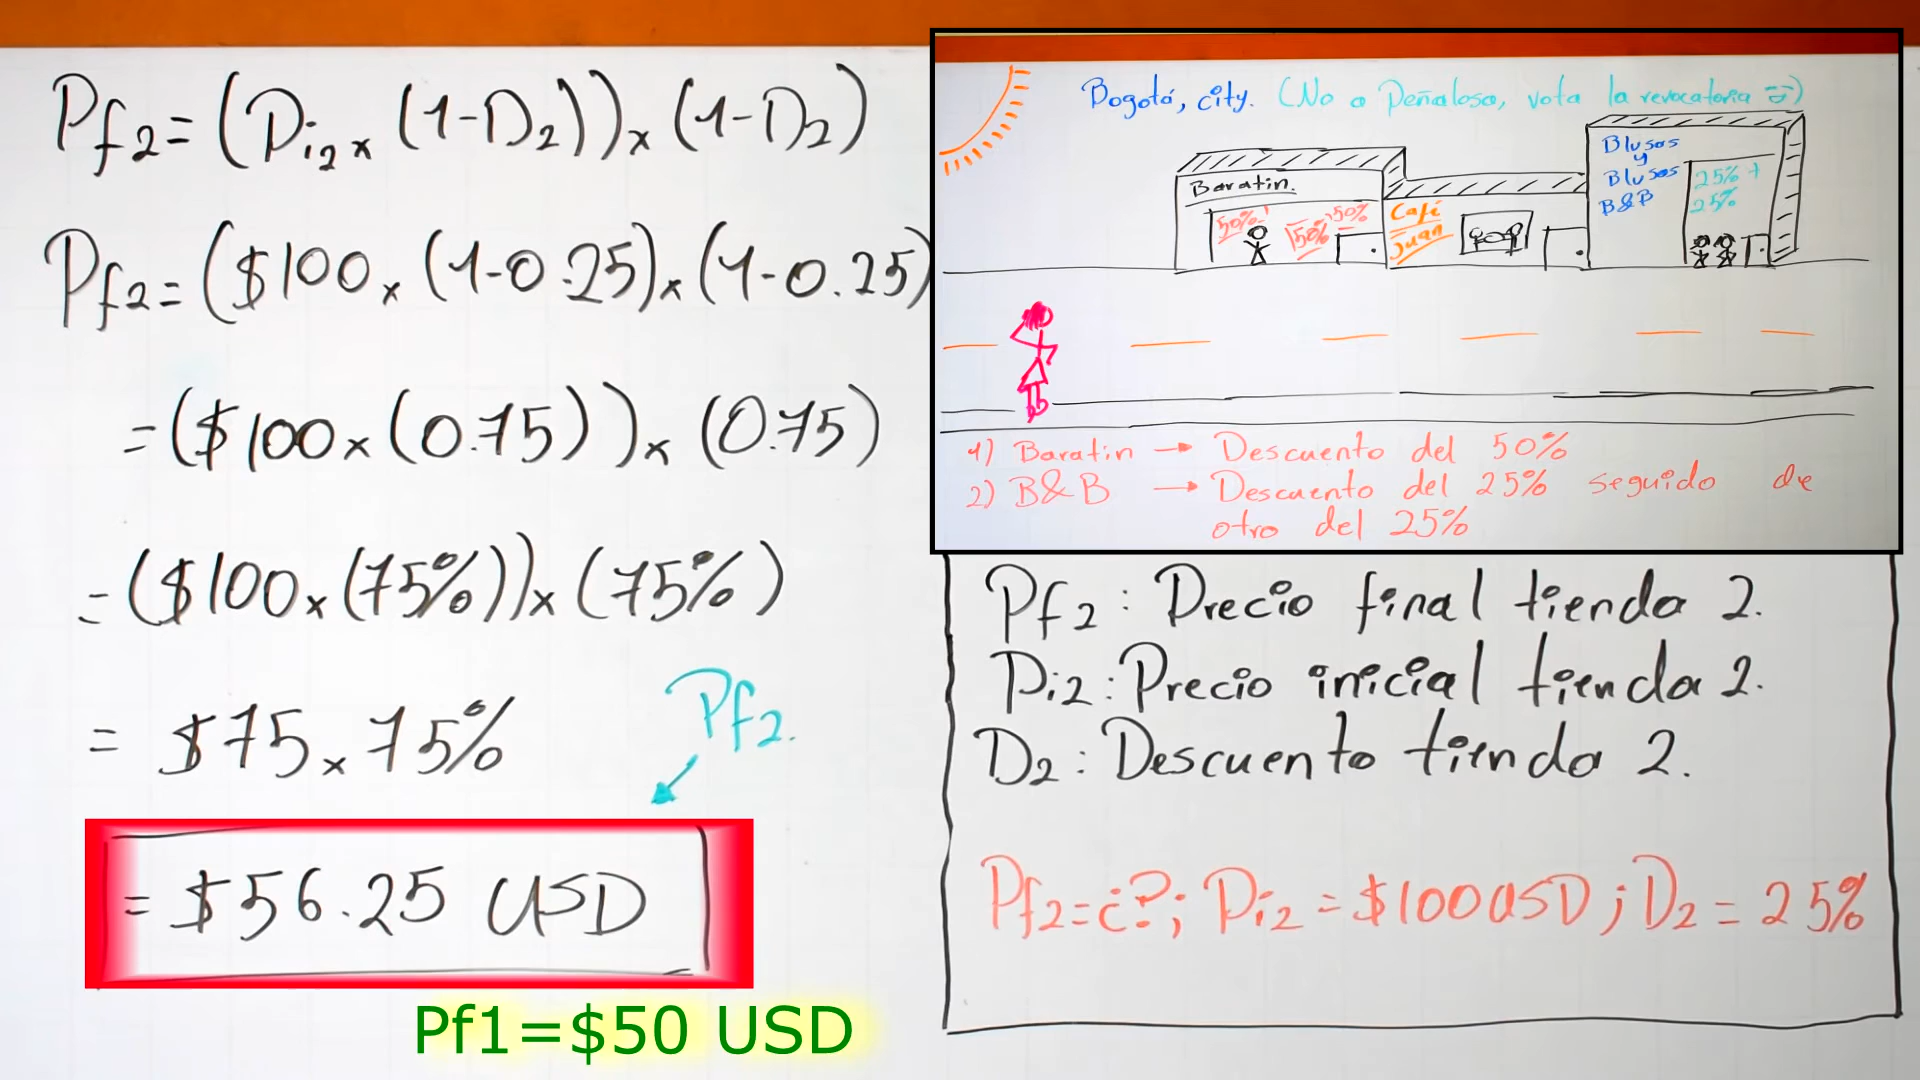 Pf2=(Pi2x(1-D2))x(1-D2)
Pf2=($100x(1-0.25)x(1-0.25)
=($100x(0.75))x(0.75)
=($100x(75%))x(75%)
= $75x75%
Pf2.
= $56.25 USD
Pf1=$50 USD
Bogotá, city. (No a Peñalosa, vota la revocatoria =))
Baratin.
50%
50%
50%
Café
Juan
Blusas
y
Blusas
B&B
25% +
25%
1) Baratin → Descuento del 50%
2) B&B → Descuento del 25% seguido de
otro del 25%
Pf2: Precio final tienda 2.
Pi2: Precio inicial tienda 2.
D2: Descuento tienda 2.
Pf2=¿?; Pi2=$100USD; D2=25%